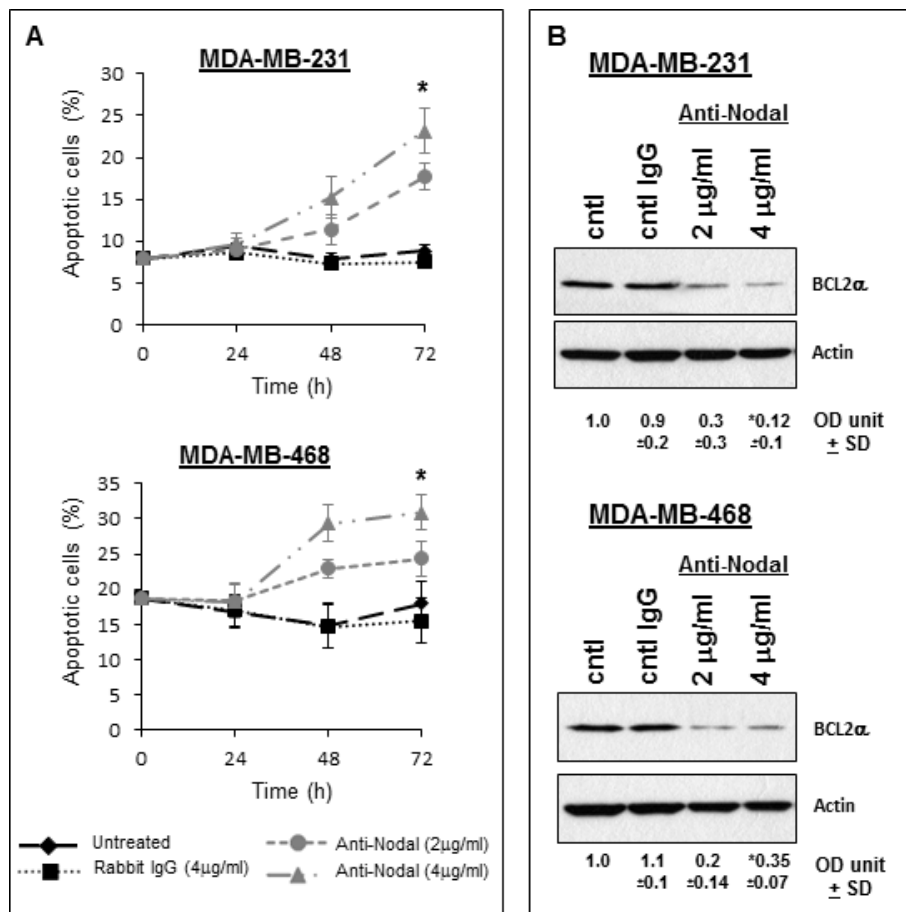 A
MDA-MB-231
30
25
20
15
10
5
0
Apoptotic cells (%)
*
0 24 48 72
Time (h)
MDA-MB-468
35
30
25
20
15
10
5
0
Apoptotic cells (%)
*
0 24 48 72
Time (h)
Untreated
Rabbit IgG (4µg/ml)
Anti-Nodal (2µg/ml)
Anti-Nodal (4µg/ml)
B
MDA-MB-231
Anti-Nodal
cntl
cntl IgG
2 µg/ml
4 µg/ml
BCL2α
Actin
1.0 0.9 0.3 *0.12 OD unit
±0.2 ±0.3 ±0.1 ± SD
MDA-MB-468
Anti-Nodal
cntl
cntl IgG
2 µg/ml
4 µg/ml
BCL2α
Actin
1.0 1.1 0.2 *0.35 OD unit
±0.1 ±0.14 ±0.07 ± SD